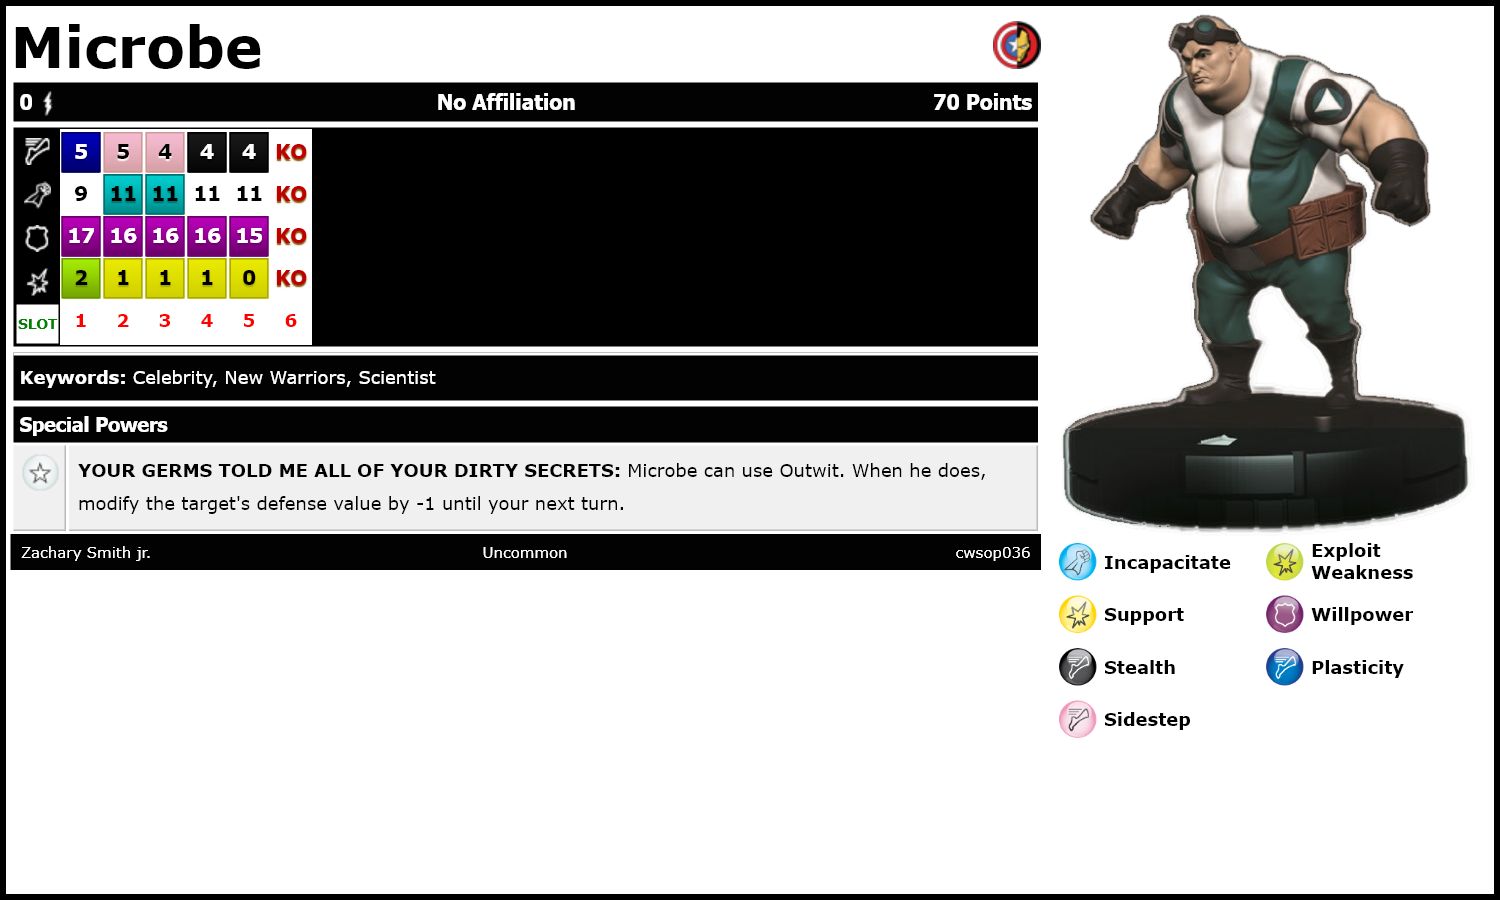 Microbe
0 No Affiliation 70 Points
5 5 4 4 4 KO
9 11 11 11 11 KO
17 16 16 16 15 KO
2 1 1 1 0 KO
SLOT 1 2 3 4 5 6
Keywords: Celebrity, New Warriors, Scientist
Special Powers
YOUR GERMS TOLD ME ALL OF YOUR DIRTY SECRETS: Microbe can use Outwit. When he does,
modify the target's defense value by -1 until your next turn.
Zachary Smith jr. Uncommon cwsop036
Incapacitate
Exploit
Weakness
Support
Willpower
Stealth
Plasticity
Sidestep